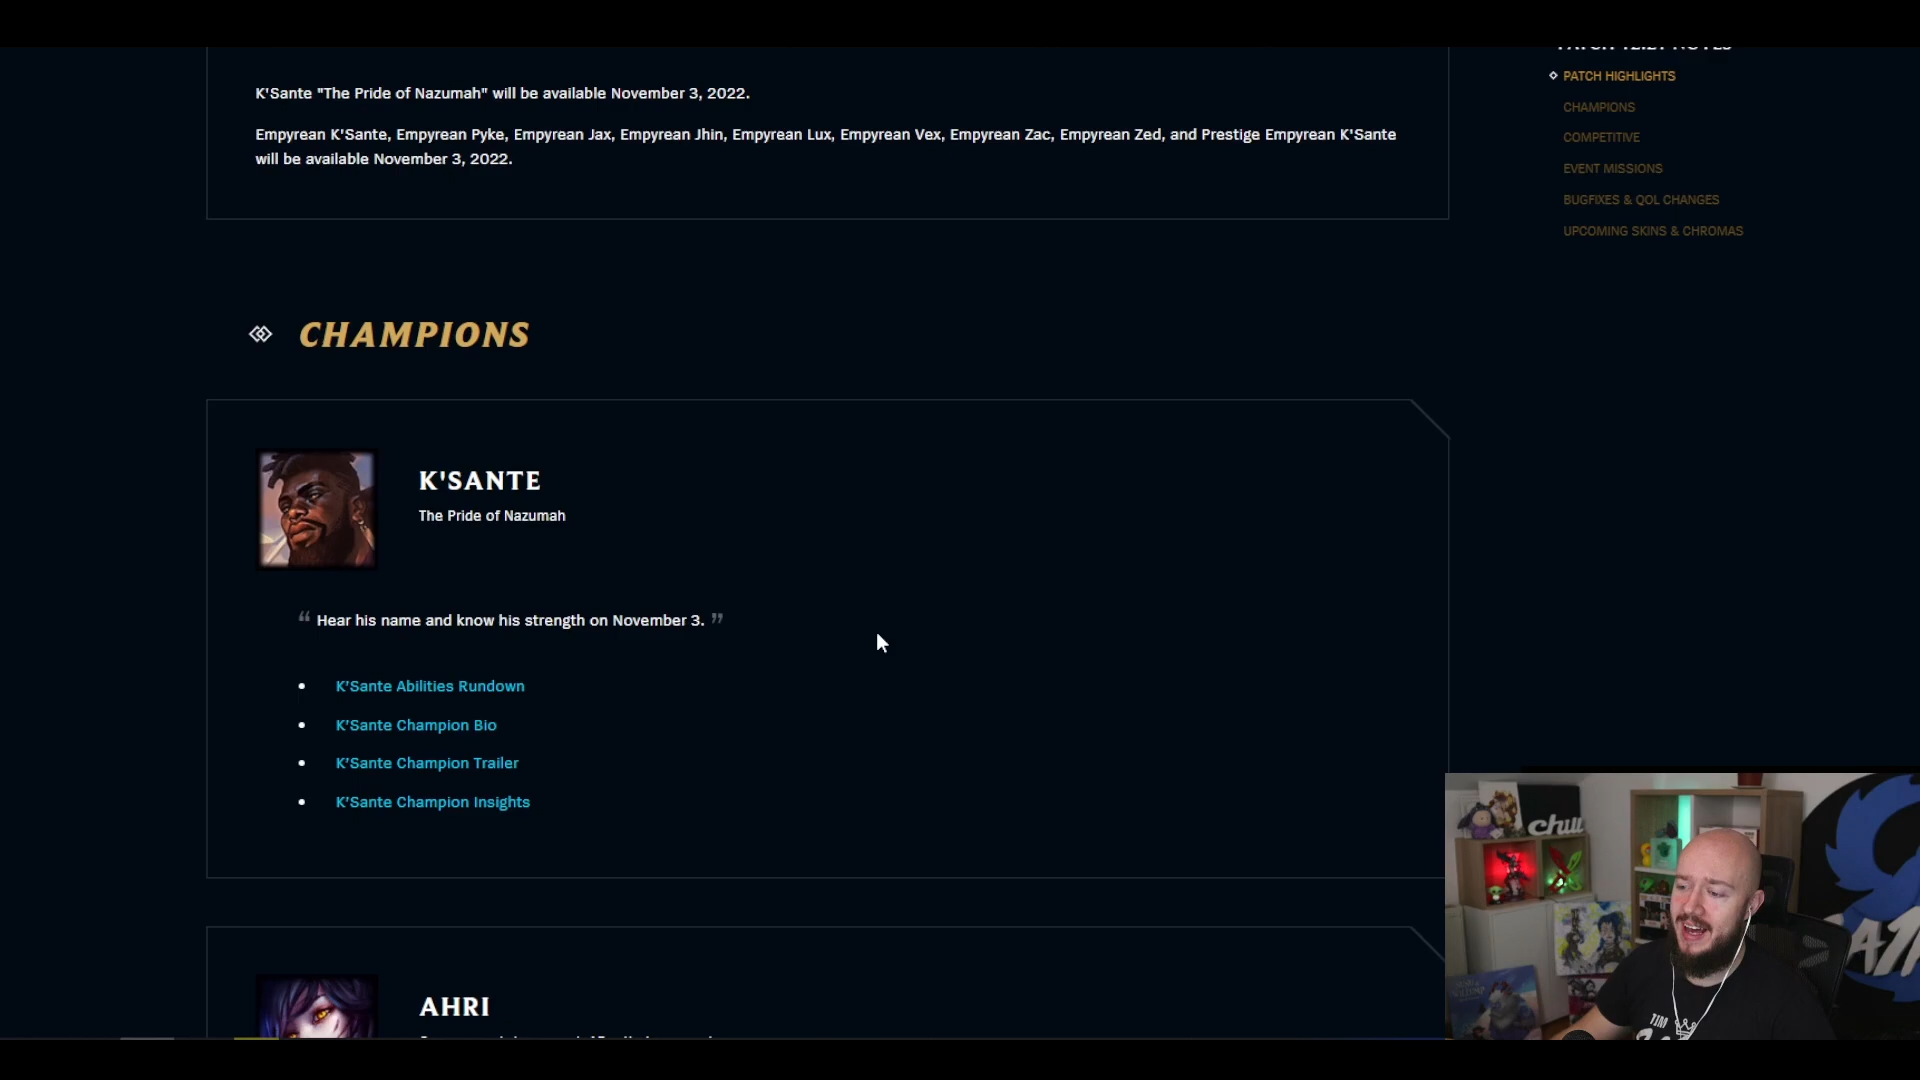 K'Sante "The Pride of Nazumah" will be available November 3, 2022.
Empyrean K'Sante, Empyrean Pyke, Empyrean Jax, Empyrean Jhin, Empyrean Lux, Empyrean Vex, Empyrean Zac, Empyrean Zed, and Prestige Empyrean K'Sante
will be available November 3, 2022.
PATCH HIGHLIGHTS
CHAMPIONS
COMPETITIVE
EVENT MISSIONS
BUGFIXES & QOL CHANGES
UPCOMING SKINS & CHROMAS
CHAMPIONS
K'SANTE
The Pride of Nazumah
“ Hear his name and know his strength on November 3. ”
• K'Sante Abilities Rundown
• K'Sante Champion Bio
• K'Sante Champion Trailer
• K'Sante Champion Insights
AHRI
chill